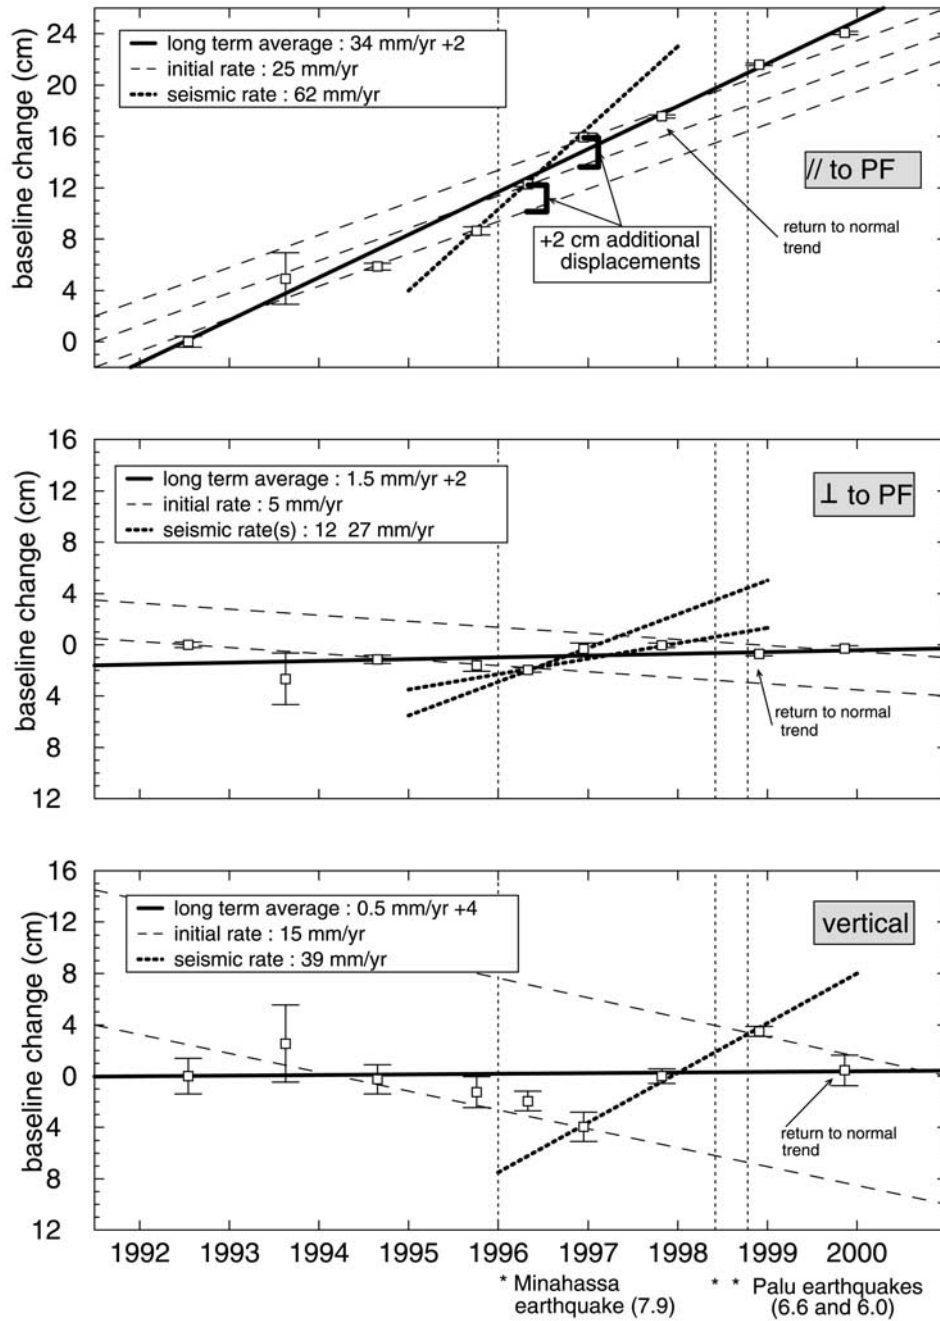 baseline change (cm)
24
20
16
12
8
4
0
long term average : 34 mm/yr +2
initial rate : 25 mm/yr
seismic rate : 62 mm/yr
// to PF
+2 cm additional
displacements
return to normal
trend
baseline change (cm)
16
12
8
4
0
4
8
12
long term average : 1.5 mm/yr +2
initial rate : 5 mm/yr
seismic rate(s) : 12 27 mm/yr
⊥ to PF
return to normal
trend
baseline change (cm)
16
12
8
4
0
4
8
12
long term average : 0.5 mm/yr +4
initial rate : 15 mm/yr
seismic rate : 39 mm/yr
vertical
return to normal
trend
1992 1993 1994 1995 1996 1997 1998 1999 2000
* Minahassa
earthquake (7.9)
* * Palu earthquakes
(6.6 and 6.0)